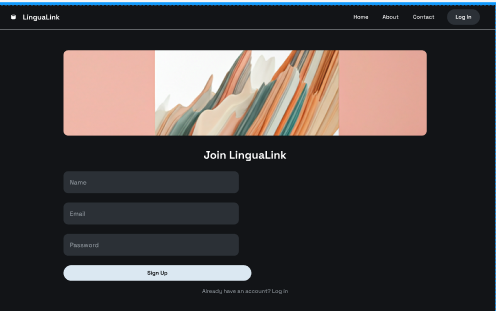 LinguaLink
Home
About
Contact
Log In
Join LinguaLink
Name
Email
Password
Sign Up
Already have an account? Log in